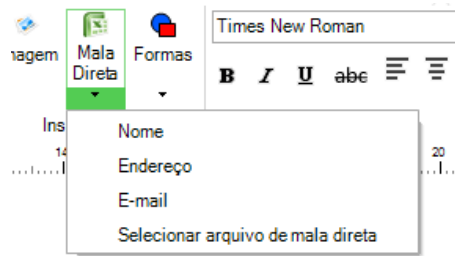 Times New Roman
nagem
Mala
Direta
Formas
B I U abc
Ins
14
20
Nome
Endereço
E-mail
Selecionar arquivo de mala direta